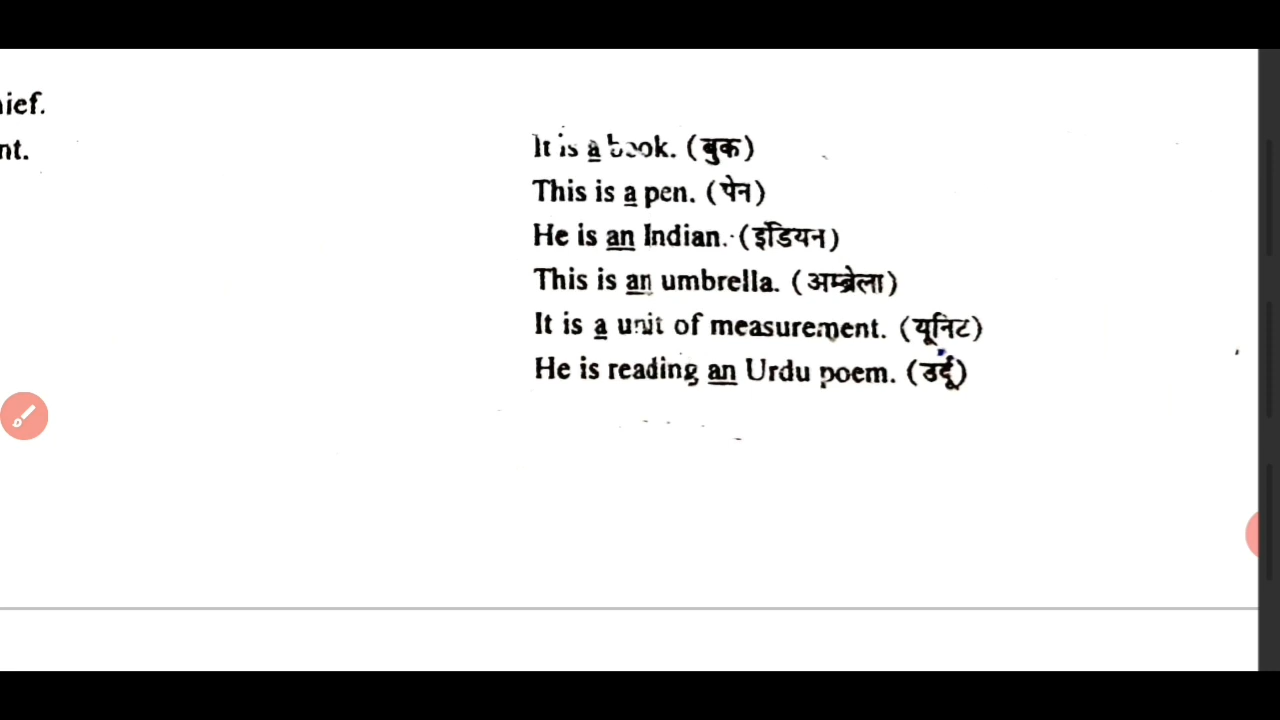 ief.
nt.
It is a book. (बुक)
This is a pen. (पेन)
He is an Indian. (इंडियन)
This is an umbrella. (अम्ब्रेला)
It is a unit of measurement. (यूनिट)
He is reading an Urdu poem. (उर्दू)